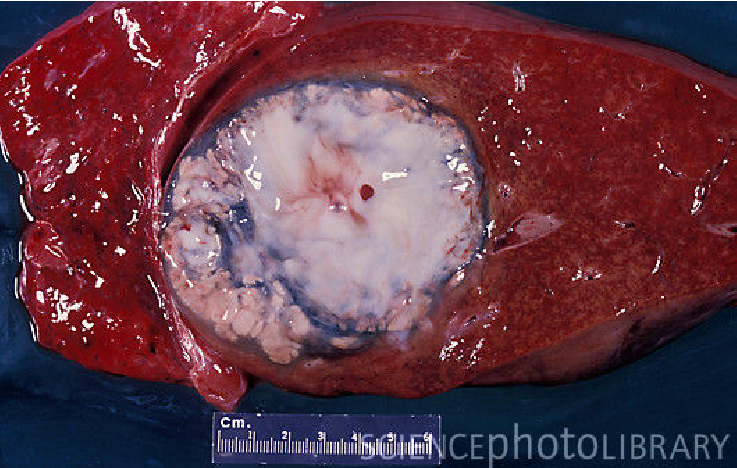 Cm.
1 2 3 4 5 6
SCIENCEphotoLIBRARY